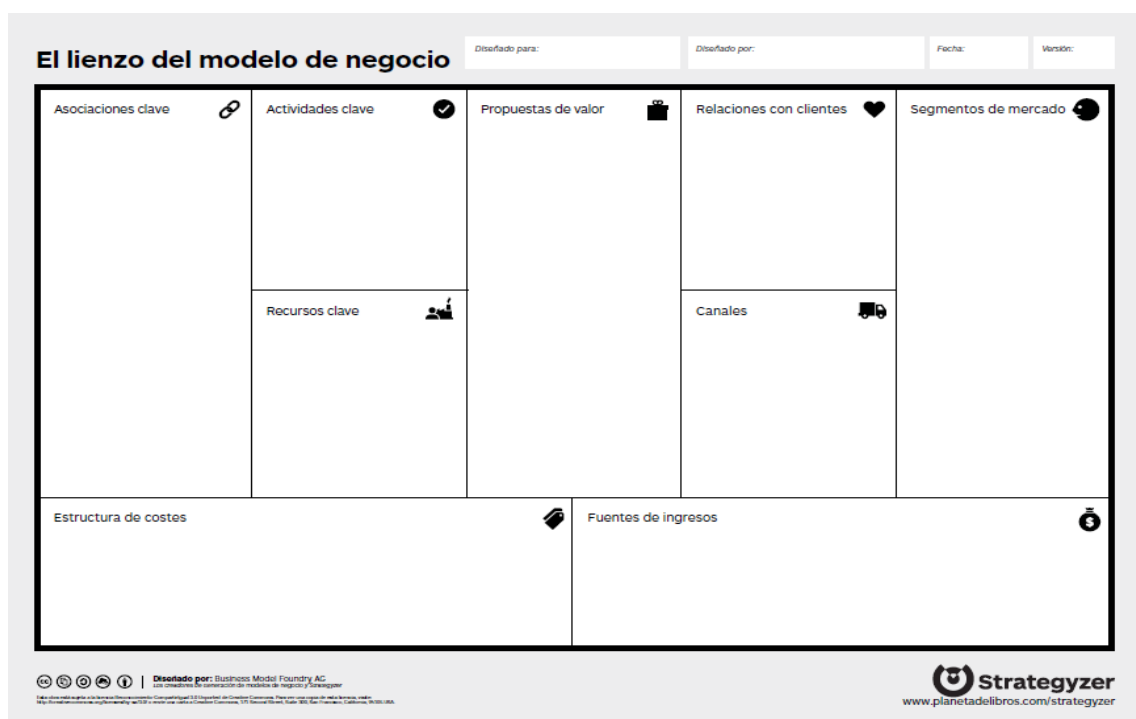 El lienzo del modelo de negocio
Diseñado para:
Diseñado por:
Fecha:
Versión:
Asociaciones clave
Actividades clave
Propuestas de valor
Relaciones con clientes
Segmentos de mercado
Recursos clave
Canales
Estructura de costes
Fuentes de ingresos
$
cc
Diseñado por: Business Model Foundry AG
Los creadores de Generación de modelos de negocio y Strategyzer
Strategyzer
www.planetadelibros.com/strategyzer